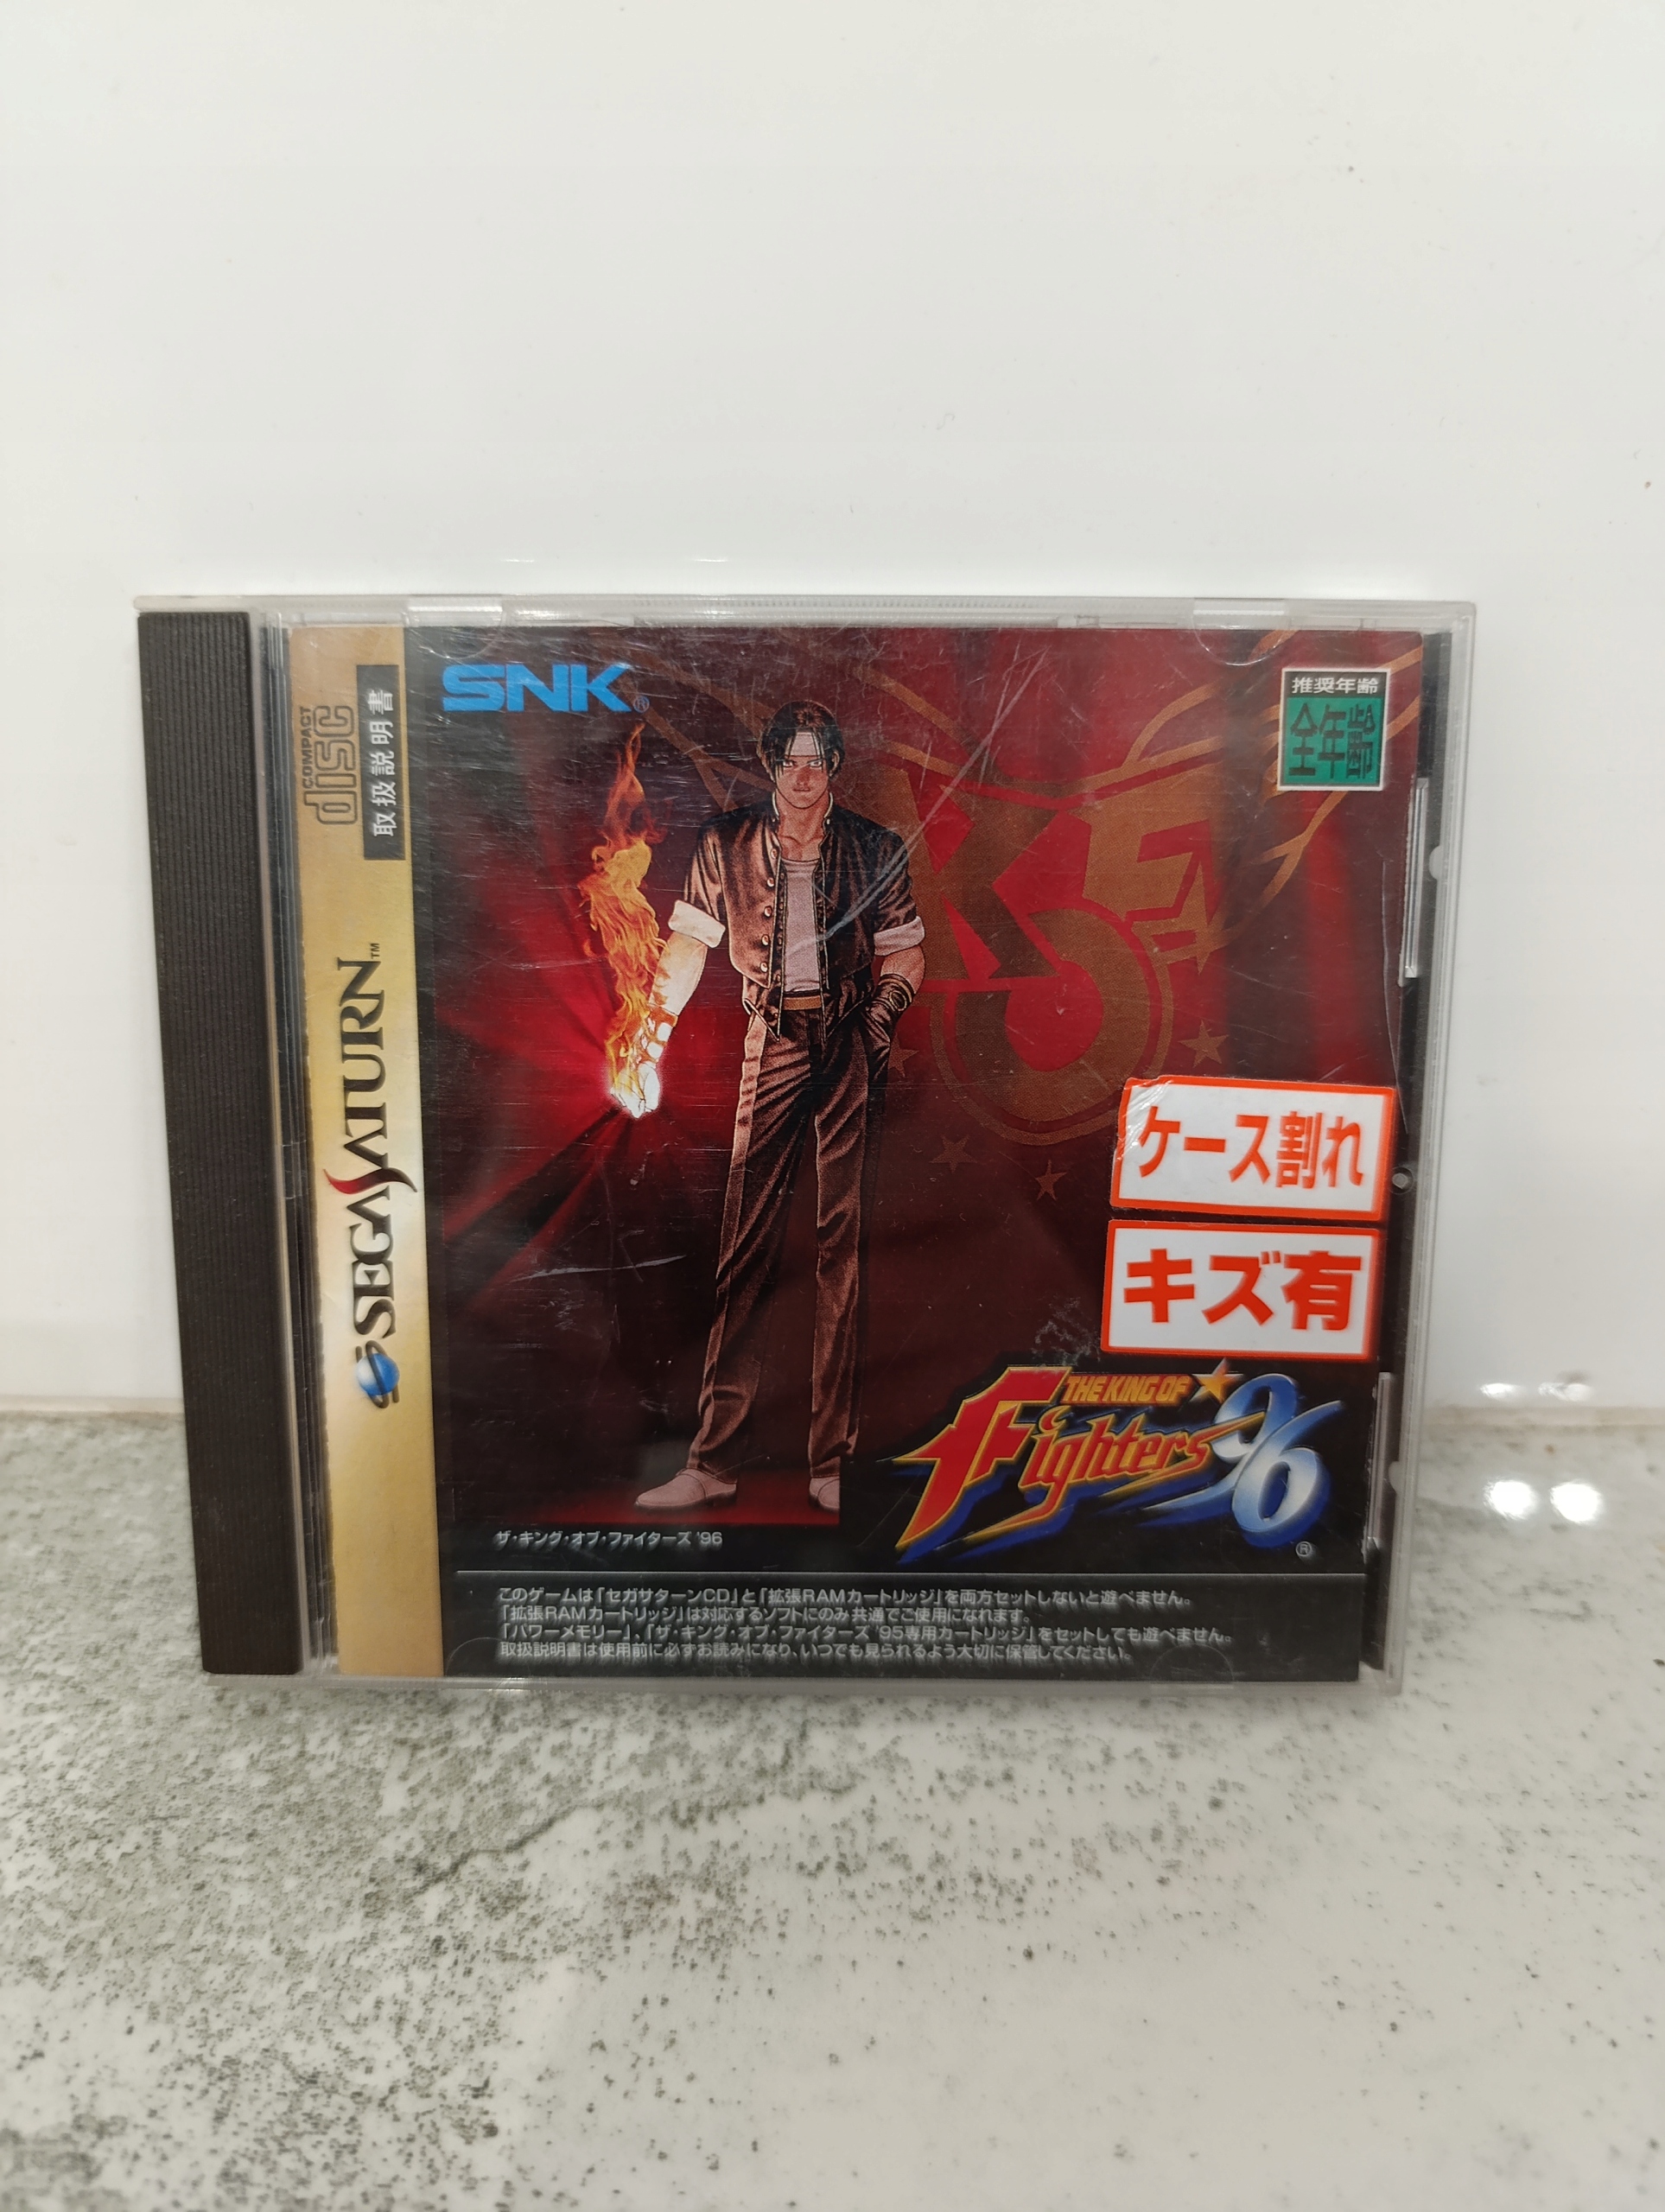 COMPACT
disc
取扱説明書
SEGA SATURN™
SNK®
推奨年齢
全年齢
KOF
ケース割れ
キズ有
THE KING OF
Fighters '96
®
ザ・キング・オブ・ファイターズ '96
このゲームは「セガサターンCD」と「拡張RAMカートリッジ」を両方セットしないと遊べません。
「拡張RAMカートリッジ」は対応するソフトにのみ共通でご使用になれます。
「パワーメモリー」、「ザ・キング・オブ・ファイターズ '95専用カートリッジ」をセットしても遊べません。
取扱説明書は使用前に必ずお読みになり、いつでも見られるよう大切に保管してください。